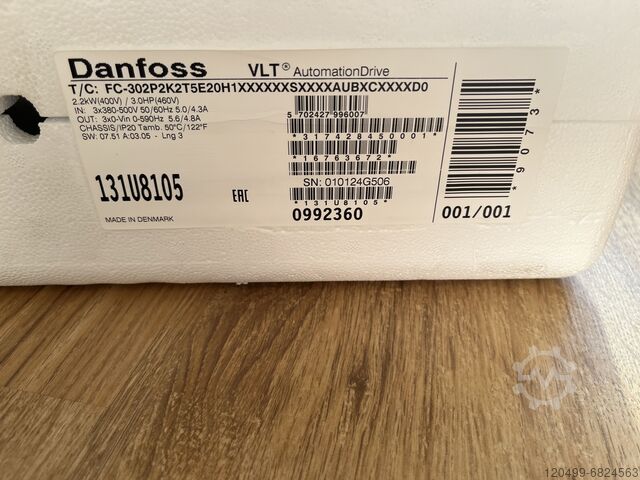 Danfoss VLT® AutomationDrive
T/C: FC-302P2K2T5E20H1XXXXXXSXXXXAUBXCXXXXD0
2.2kW(400V) / 3.0HP(460V)
IN: 3x380-500V 50/60Hz 5.0/4.3A
OUT: 3x0-Vin 0-590Hz 5.6/4.8A
CHASSIS/IP20 Tamb. 50°C/122°F
SW: 07.51 A:03.05 - Lng 3
5 702427 996007
*317428450001*
*16763672*
SN: 010124G506
*131U8105*
131U8105
EAC
0992360
MADE IN DENMARK
*9073*
001/001
120499-6824563